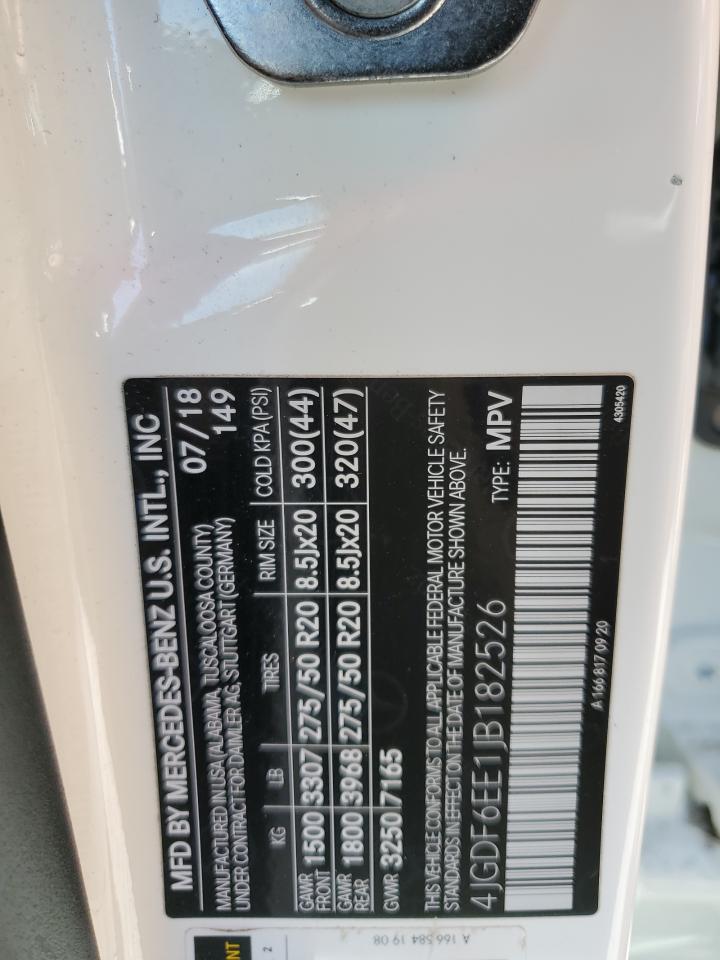 MFD BY MERCEDES-BENZ U.S. INTL., INC
07/18
MANUFACTURED IN USA (ALABAMA, TUSCALOOSA COUNTY)
149
UNDER CONTRACT FOR DAIMLER AG, STUTTGART (GERMANY)
KG LB TIRES RIM SIZE COLD KPA (PSI)
GAWR FRONT 1500 3307 275/50 R20 8.5Jx20 300(44)
GAWR REAR 1800 3968 275/50 R20 8.5Jx20 320(47)
GVWR 3250 7165
THIS VEHICLE CONFORMS TO ALL APPLICABLE FEDERAL MOTOR VEHICLE SAFETY
STANDARDS IN EFFECT ON THE DATE OF MANUFACTURE SHOWN ABOVE.
4JGDF6EE1JB182526 TYPE: MPV
A 166 817 09 20 4305420
A 166 584 19 08
NT
2